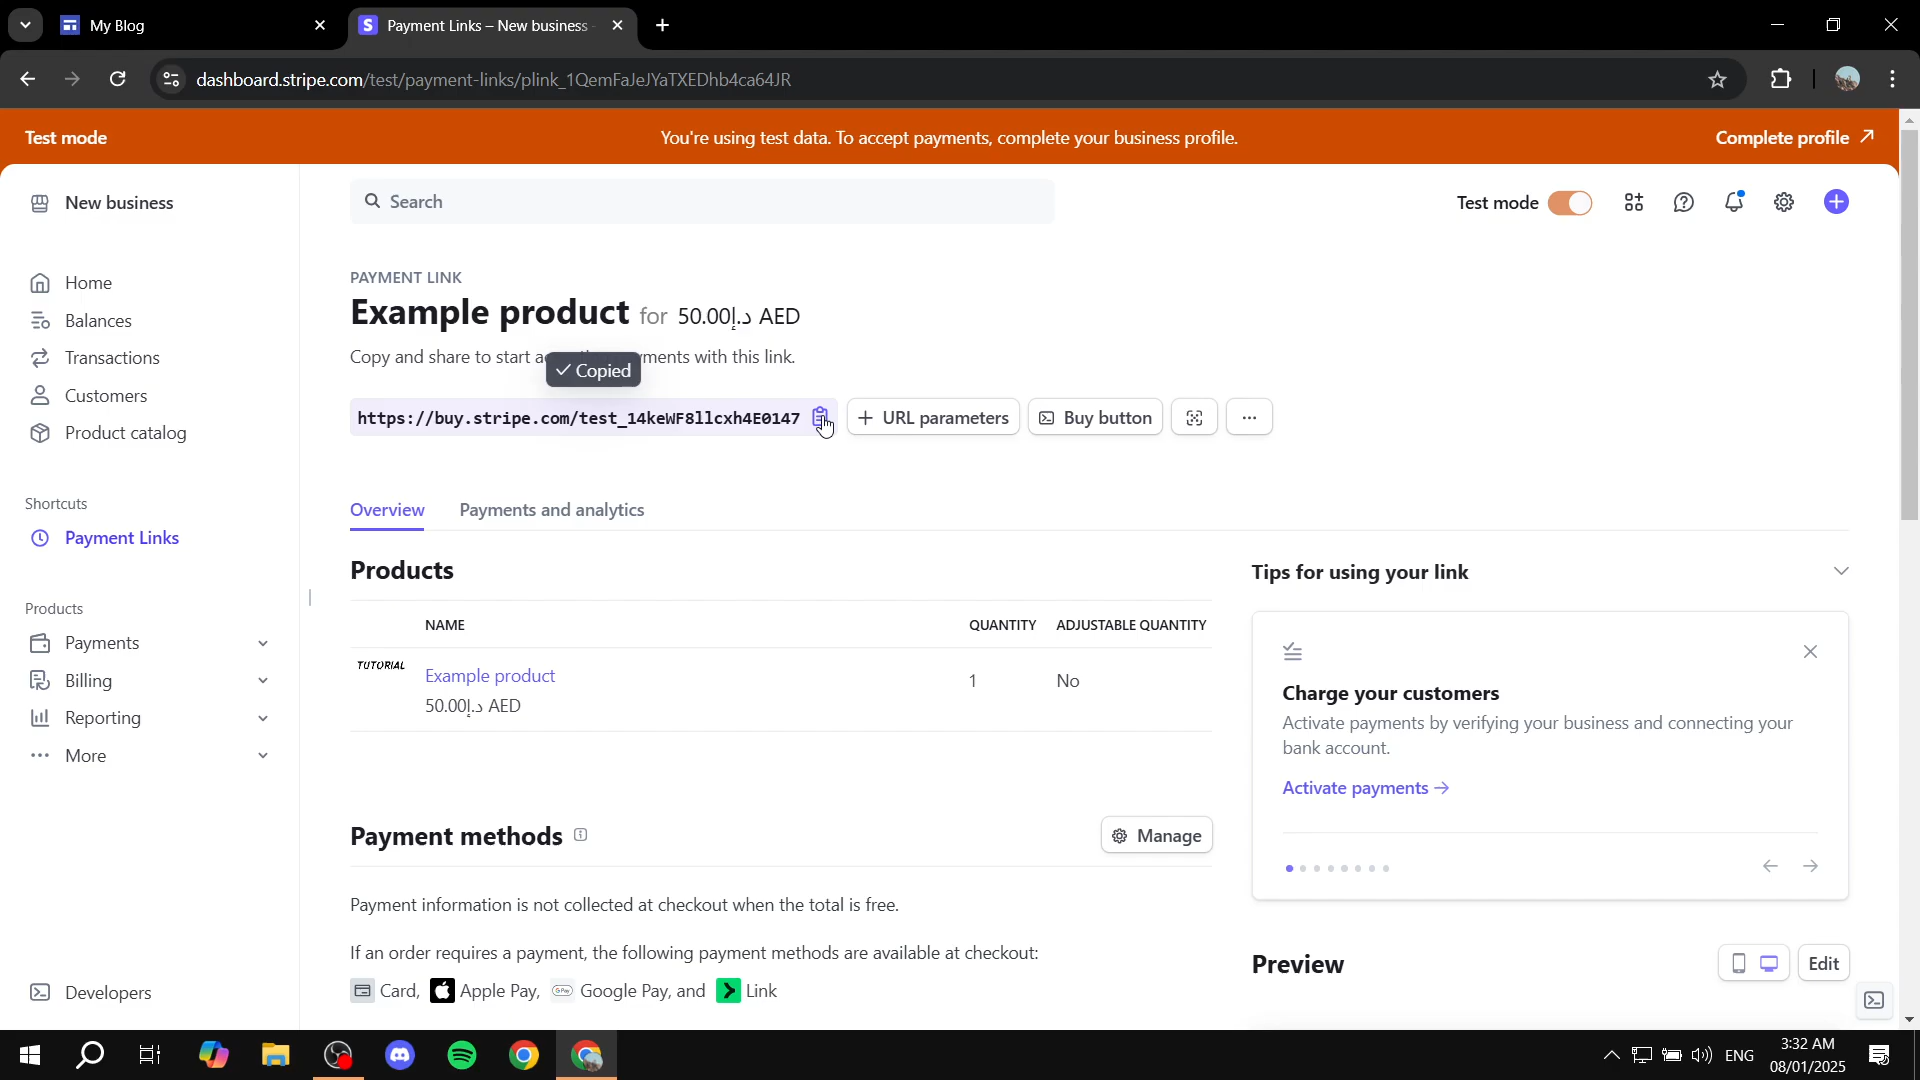 My Blog
Payment Links – New business -
dashboard.stripe.com/test/payment-links/plink_1QemFaJeJYaTXEDhb4ca64JR
Test mode
You're using test data. To accept payments, complete your business profile.
Complete profile
New business
Search
Test mode
Home
Balances
Transactions
Customers
Product catalog
Shortcuts
Payment Links
Products
Payments
Billing
Reporting
More
Developers
PAYMENT LINK
Example product for 50.00د.إ AED
Copy and share to start a
yments with this link.
Copied
https://buy.stripe.com/test_14keWF8llcxh4E0147
URL parameters
Buy button
Overview
Payments and analytics
Products
NAME
QUANTITY
ADJUSTABLE QUANTITY
TUTORIAL
Example product
1
No
50.00د.إ AED
Payment methods
Manage
Payment information is not collected at checkout when the total is free.
If an order requires a payment, the following payment methods are available at checkout:
Card, Apple Pay, Google Pay, and Link
Tips for using your link
Charge your customers
Activate payments by verifying your business and connecting your
bank account.
Activate payments
Preview
Edit
ENG
3:32 AM
08/01/2025